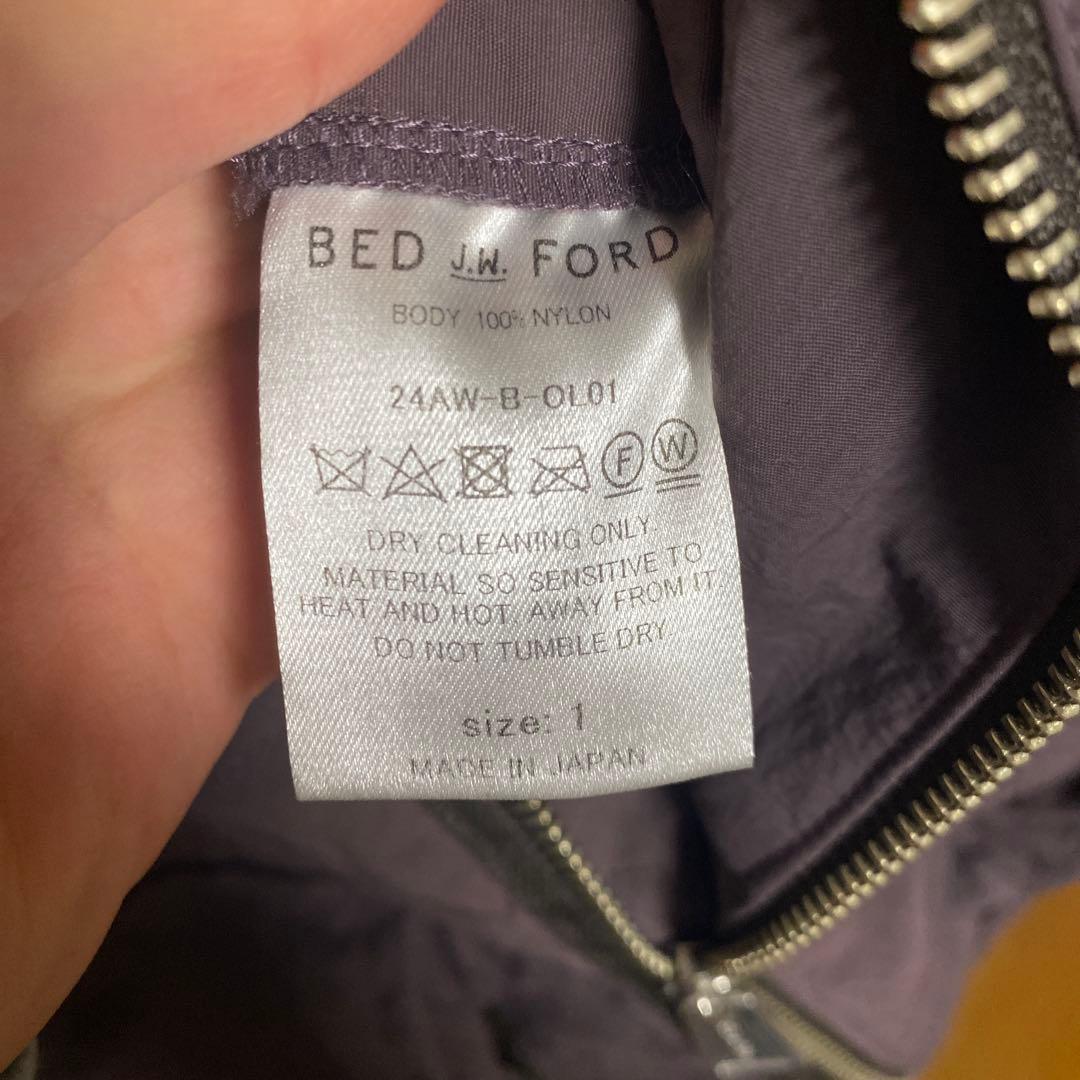 BED J.W. FORD
BODY 100% NYLON
24AW-B-OL01
F W
DRY CLEANING ONLY.
MATERIAL SO SENSITIVE TO
HEAT AND HOT. AWAY FROM IT.
DO NOT TUMBLE DRY.
size: 1
MADE IN JAPAN